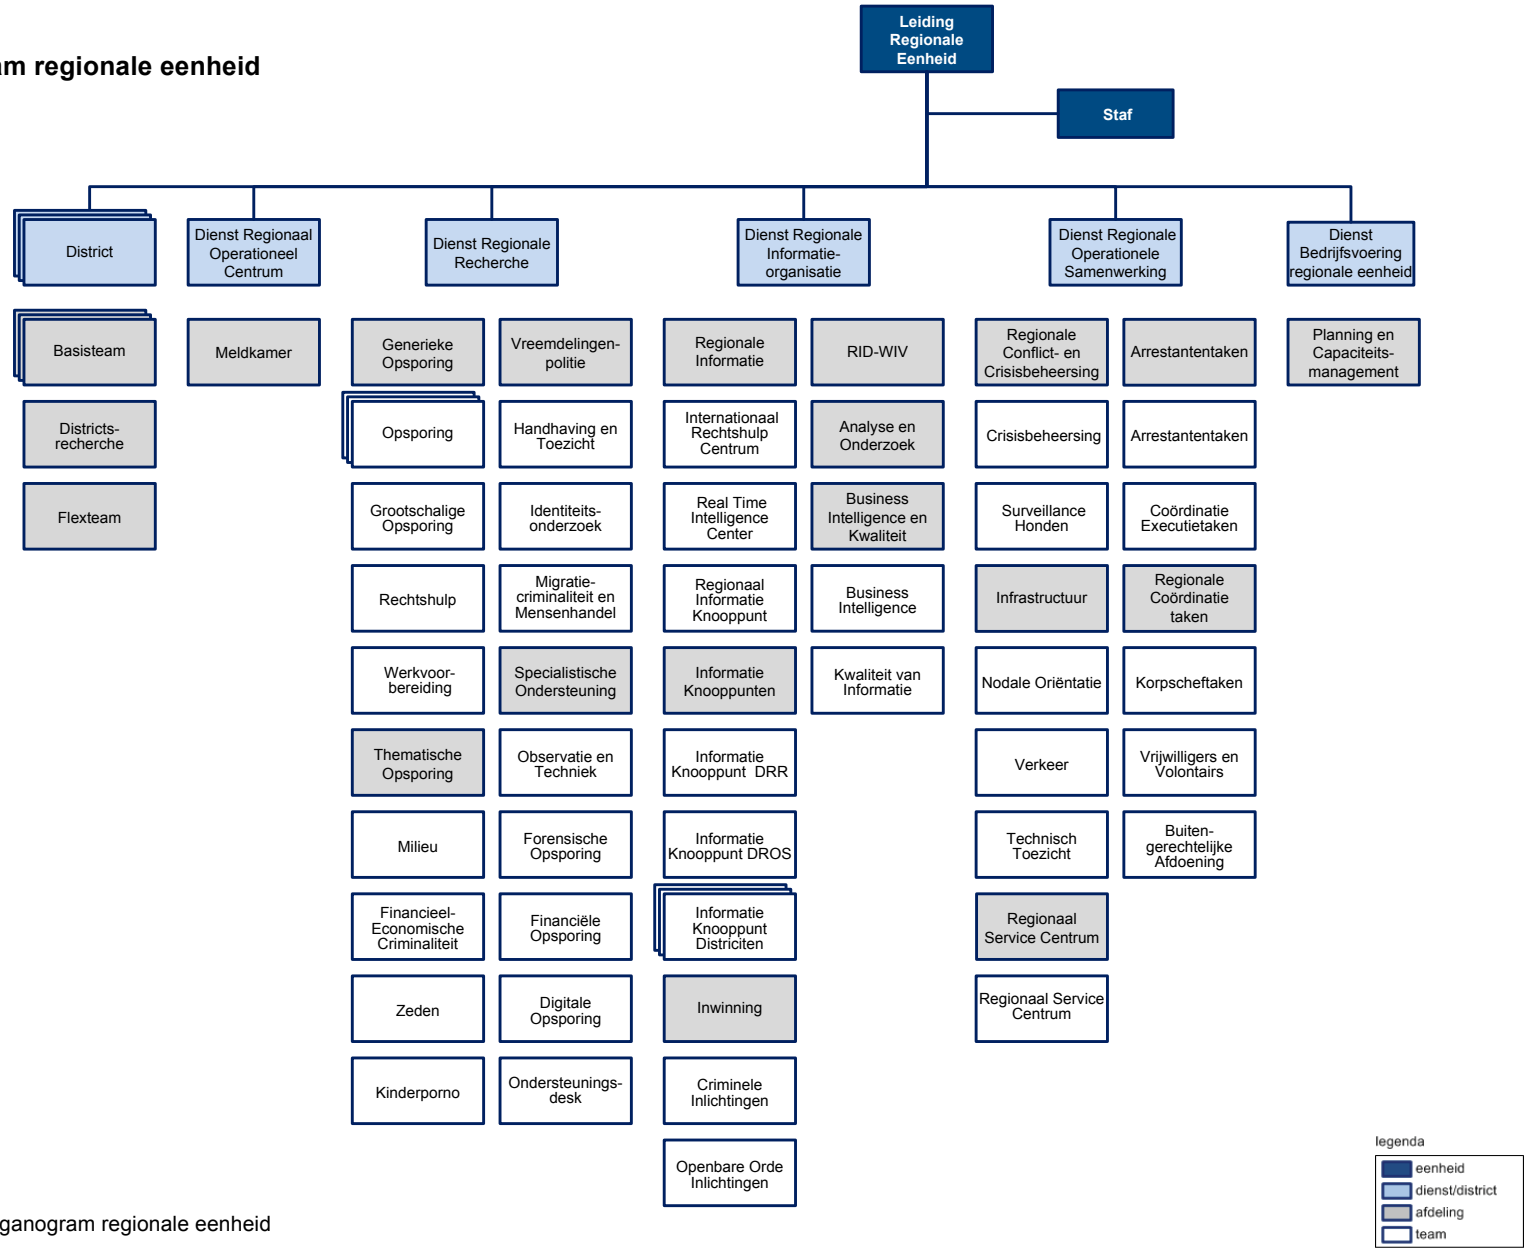 Leiding
Regionale
Eenheid
am regionale eenheid
Staf
District
Dienst Regionaal
Operationeel
Centrum
Dienst Regionale
Recherche
Dienst Regionale
Informatie-
organisatie
Dienst Regionale
Operationele
Samenwerking
Dienst
Bedrijfsvoering
regionale eenheid
Basisteam
Districts-
recherche
Flexteam
Meldkamer
Generieke
Opsporing
Opsporing
Grootschalige
Opsporing
Rechtshulp
Werkvoor-
bereiding
Thematische
Opsporing
Milieu
Financieel-
Economische
Criminaliteit
Zeden
Kinderporno
Vreemdelingen-
politie
Handhaving en
Toezicht
Identiteits-
onderzoek
Migratie-
criminaliteit en
Mensenhandel
Specialistische
Ondersteuning
Observatie en
Techniek
Forensische
Opsporing
Financiële
Opsporing
Digitale
Opsporing
Ondersteunings-
desk
Regionale
Informatie
Internationaal
Rechtshulp
Centrum
Real Time
Intelligence
Center
Regionaal
Informatie
Knooppunt
Informatie
Knooppunten
Informatie
Knooppunt DRR
Informatie
Knooppunt DROS
Informatie
Knooppunt
Districiten
Inwinning
Criminele
Inlichtingen
Openbare Orde
Inlichtingen
RID-WIV
Analyse en
Onderzoek
Business
Intelligence en
Kwaliteit
Business
Intelligence
Kwaliteit van
Informatie
Regionale
Conflict- en
Crisisbeheersing
Crisisbeheersing
Surveillance
Honden
Infrastructuur
Nodale Oriëntatie
Verkeer
Technisch
Toezicht
Regionaal
Service Centrum
Regionaal Service
Centrum
Arrestantentaken
Arrestantentaken
Coördinatie
Executietaken
Regionale
Coördinatie
taken
Korpscheftaken
Vrijwilligers en
Volontairs
Buiten-
gerechtelijke
Afdoening
Planning en
Capaciteits-
management
legenda
eenheid
dienst/district
afdeling
team
ganogram regionale eenheid